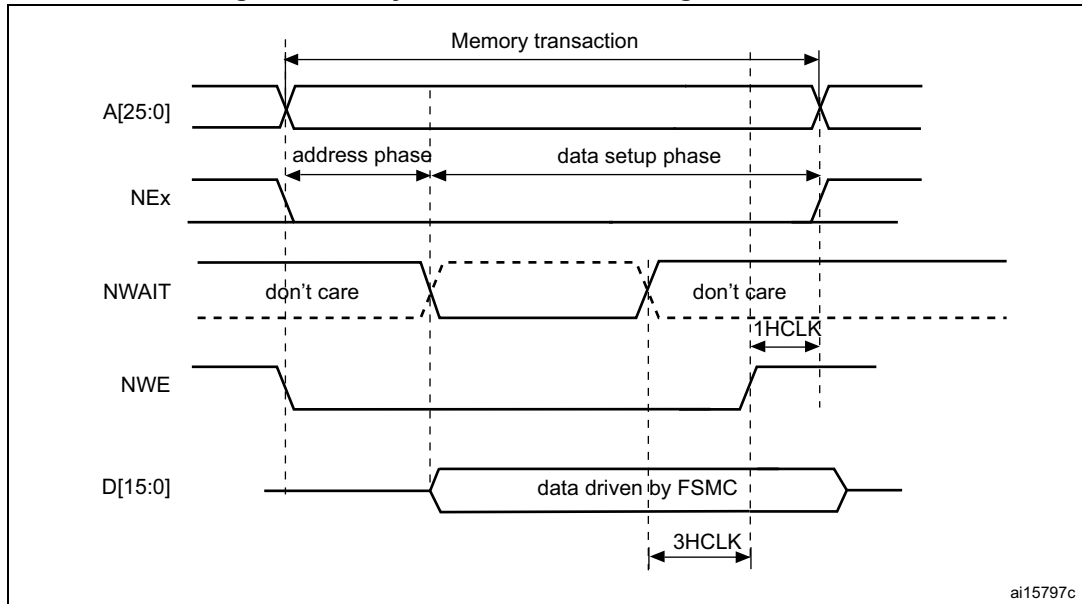 Memory transaction
A[25:0]
address phase
data setup phase
NEx
NWAIT
don't care
don't care
1HCLK
NWE
D[15:0]
data driven by FSMC
3HCLK
ai15797c